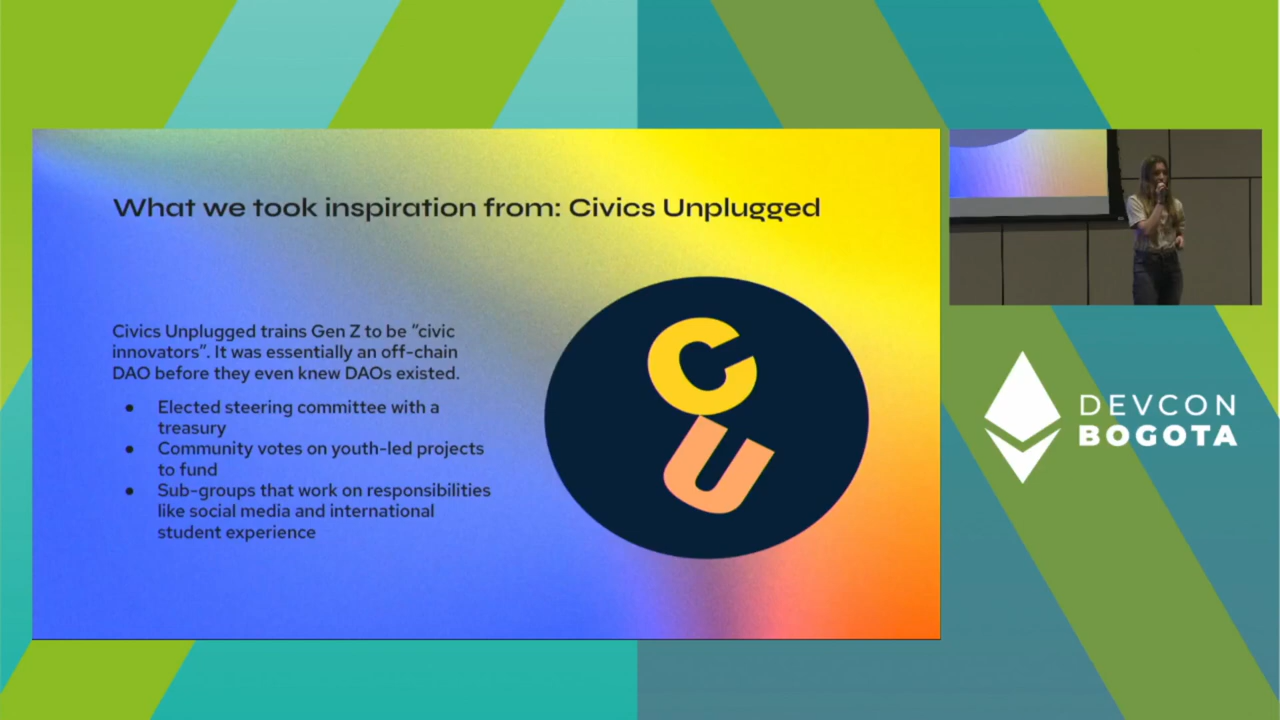 What we took inspiration from: Civics Unplugged
Civics Unplugged trains Gen Z to be “civic
innovators”. It was essentially an off-chain
DAO before they even knew DAOs existed.
● Elected steering committee with a
treasury
● Community votes on youth-led projects
to fund
● Sub-groups that work on responsibilities
like social media and international
student experience
C
U
DEVCON
BOGOTA